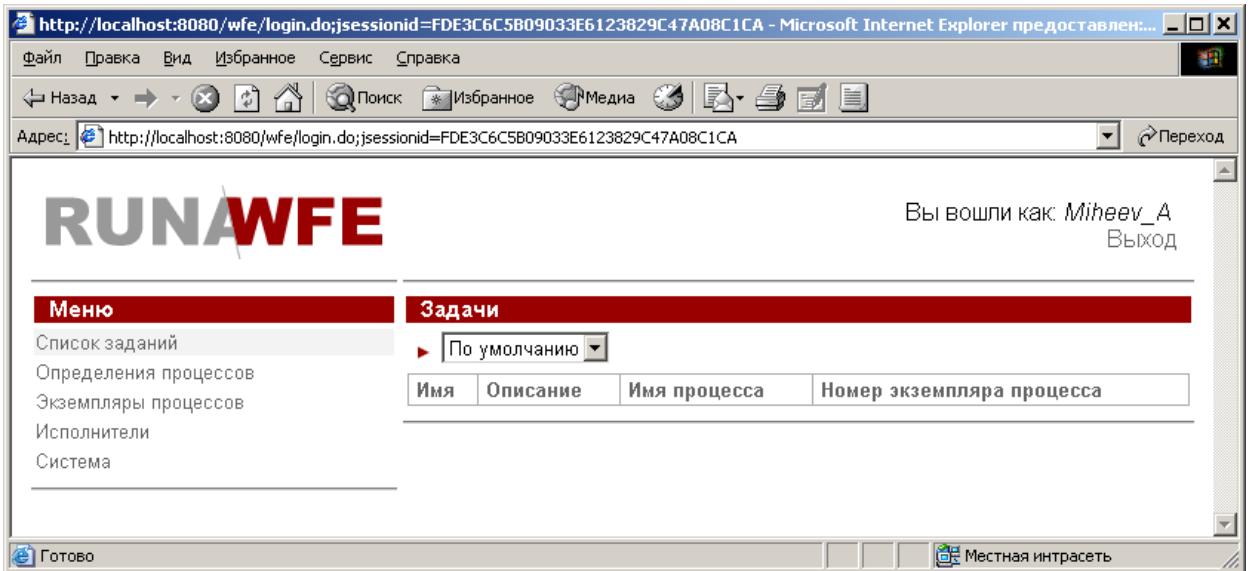 http://localhost:8080/wfe/login.do;jsessionid=FDE3C6C5B09033E6123829C47A08C1CA - Microsoft Internet Explorer предоставлен:...
Файл Правка Вид Избранное Сервис Справка
Назад Поиск Избранное Медиа
Адрес: http://localhost:8080/wfe/login.do;jsessionid=FDE3C6C5B09033E6123829C47A08C1CA Переход
RUNAWFE
Вы вошли как: Miheev_A
Выход
Меню
Список заданий
Определения процессов
Экземпляры процессов
Исполнители
Система
Задачи
По умолчанию
Имя Описание Имя процесса Номер экземпляра процесса
Готово Местная интрасеть